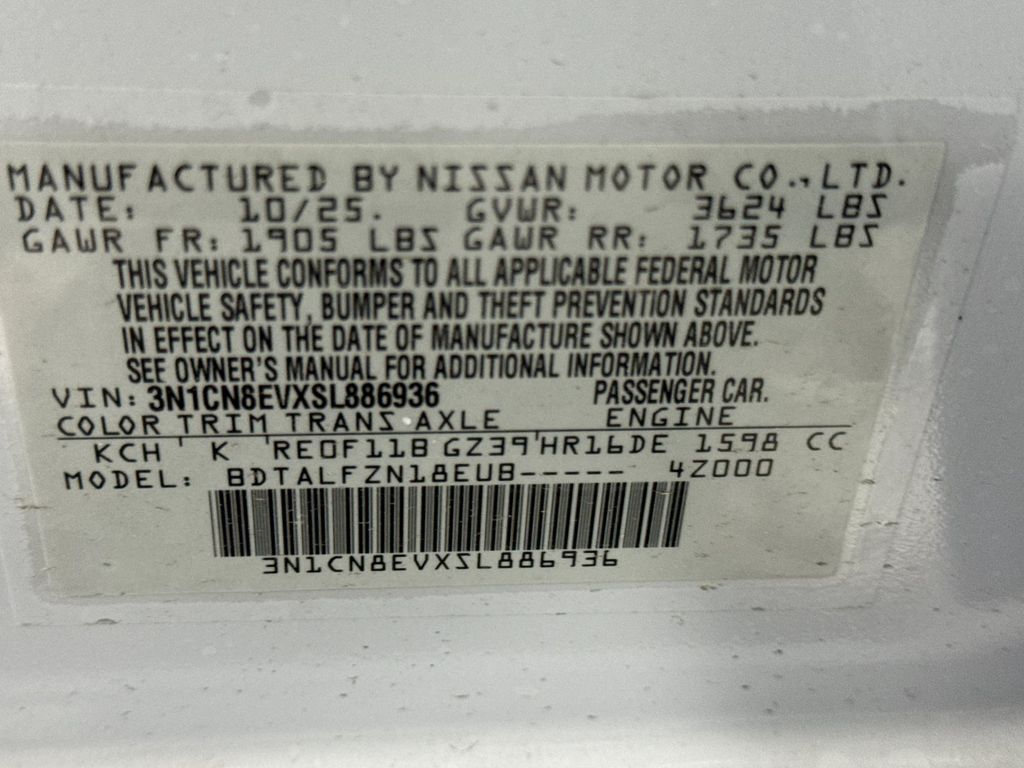 MANUFACTURED BY NISSAN MOTOR CO., LTD.
DATE: 10/25. GVWR: 3624 LBS
GAWR FR: 1905 LBS GAWR RR: 1735 LBS
THIS VEHICLE CONFORMS TO ALL APPLICABLE FEDERAL MOTOR
VEHICLE SAFETY, BUMPER AND THEFT PREVENTION STANDARDS
IN EFFECT ON THE DATE OF MANUFACTURE SHOWN ABOVE.
SEE OWNER'S MANUAL FOR ADDITIONAL INFORMATION.
VIN: 3N1CN8EVXSL886936 PASSENGER CAR.
COLOR TRIM TRANS AXLE ENGINE
KCH K RE0F11B GZ39 HR16DE 1598 CC
MODEL: BDTALFZN18EUB----- 4Z000
3N1CN8EVXSL886936